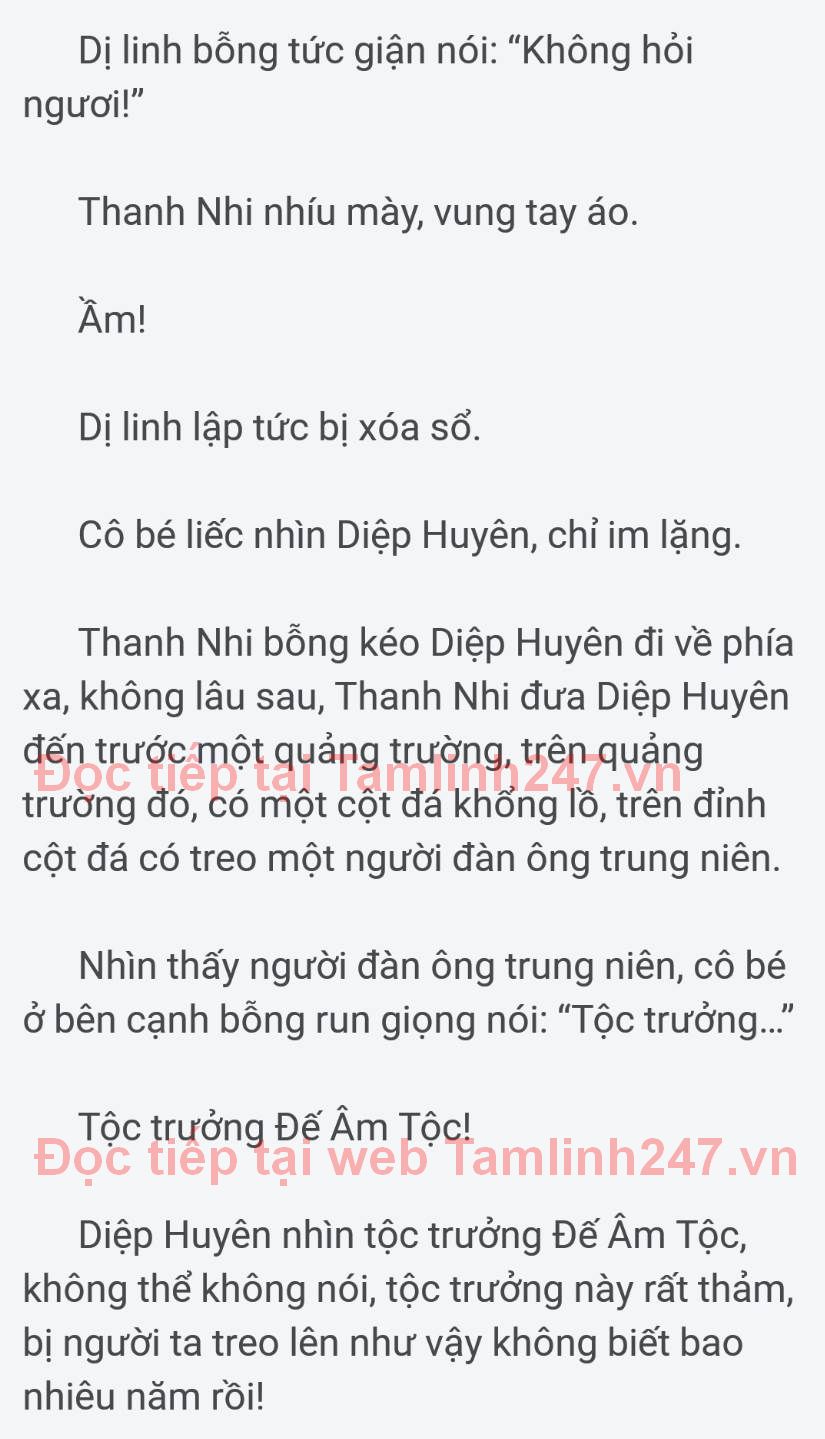 Dị linh bỗng tức giận nói: “Không hỏi
ngươi!”
Thanh Nhi nhíu mày, vung tay áo.
Ầm!
Dị linh lập tức bị xóa sổ.
Cô bé liếc nhìn Diệp Huyên, chỉ im lặng.
Thanh Nhi bỗng kéo Diệp Huyên đi về phía
xa, không lâu sau, Thanh Nhi đưa Diệp Huyên
đến trước một quảng trường, trên quảng
Đọc tiếp tại Tamlinh247.vn
trường đó, có một cột đá khổng lồ, trên đỉnh
cột đá có treo một người đàn ông trung niên.
Nhìn thấy người đàn ông trung niên, cô bé
ở bên cạnh bỗng run giọng nói: “Tộc trưởng...”
Tộc trưởng Đế Âm Tộc!
Đọc tiếp tại web Tamlinh247.vn
Diệp Huyên nhìn tộc trưởng Đế Âm Tộc,
không thể không nói, tộc trưởng này rất thảm,
bị người ta treo lên như vậy không biết bao
nhiêu năm rồi!